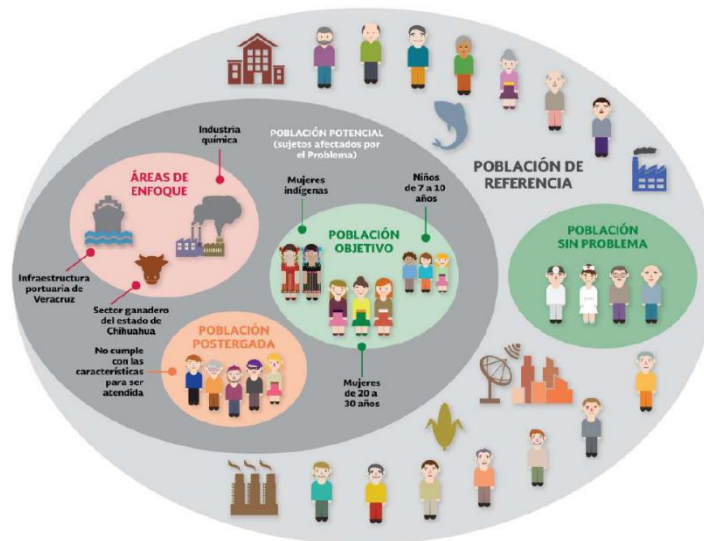 Industria
química
POBLACIÓN POTENCIAL
(sujetos afectados por
el Problema)
ÁREAS DE
ENFOQUE
Mujeres
indígenas
Niños
de 7 a 10
años
POBLACIÓN DE
REFERENCIA
POBLACIÓN
OBJETIVO
POBLACIÓN
SIN PROBLEMA
Infraestructura
portuaria de
Veracruz
Sector ganadero
del estado de
Chihuahua
POBLACIÓN
POSTERGADA
No cumple
con las
características
para ser
atendida
Mujeres
de 20 a
30 años